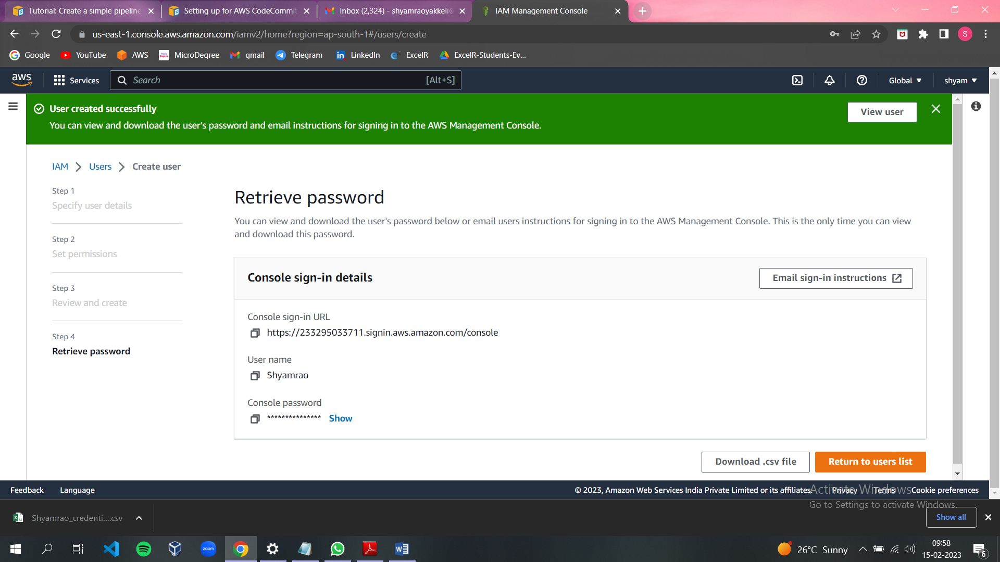 Tutorial: Create a simple pipeline
Setting up for AWS CodeCommit
Inbox (2,324) - shyamraoyakkeli@
IAM Management Console
us-east-1.console.aws.amazon.com/iamv2/home?region=ap-south-1#/users/create
S
Google
YouTube
AWS
MicroDegree
gmail
Telegram
LinkedIn
ExcelR
ExcelR-Students-Ev...
aws
Services
Search
[Alt+S]
Global
shyam
User created successfully
You can view and download the user's password and email instructions for signing in to the AWS Management Console.
View user
IAM
Users
Create user
Step 1
Specify user details
Step 2
Set permissions
Step 3
Review and create
Step 4
Retrieve password
Retrieve password
You can view and download the user's password below or email users instructions for signing in to the AWS Management Console. This is the only time you can view
and download this password.
Console sign-in details
Email sign-in instructions
Console sign-in URL
https://233295033711.signin.aws.amazon.com/console
User name
Shyamrao
Console password
*************** Show
Download .csv file
Return to users list
Feedback
Language
© 2023, Amazon Web Services India Private Limited or its affiliates.
Privacy
Terms
Cookie preferences
Activate Windows
Go to Settings to activate Windows.
Shyamrao_credenti....csv
Show all
zoom
26°C Sunny
09:58
15-02-2023
6